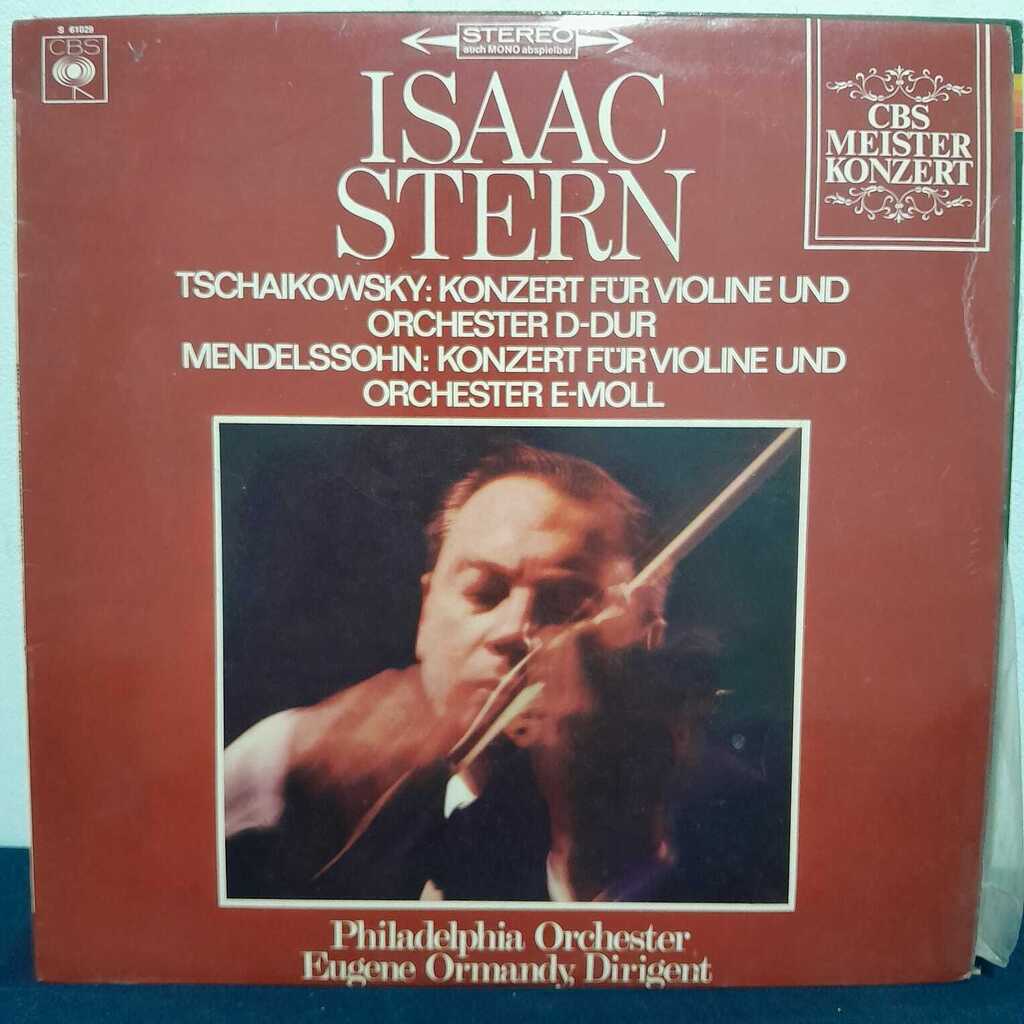 S 61029
CBS
STEREO
auch MONO abspielbar
CBS
MEISTER
KONZERT
ISAAC
STERN
TSCHAIKOWSKY: KONZERT FÜR VIOLINE UND
ORCHESTER D-DUR
MENDELSSOHN: KONZERT FÜR VIOLINE UND
ORCHESTER E-MOLL
Philadelphia Orchester
Eugene Ormandy, Dirigent